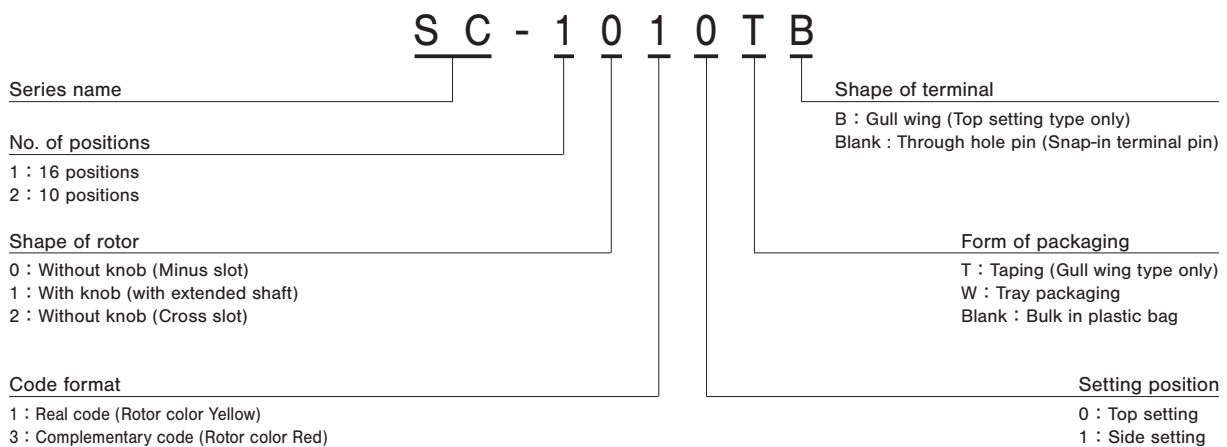 SC-1010TB
Series name
No. of positions
1：16 positions
2：10 positions
Shape of rotor
0：Without knob (Minus slot)
1：With knob (with extended shaft)
2：Without knob (Cross slot)
Code format
1：Real code (Rotor color Yellow)
3：Complementary code (Rotor color Red)
Shape of terminal
B：Gull wing (Top setting type only)
Blank : Through hole pin (Snap-in terminal pin)
Form of packaging
T：Taping (Gull wing type only)
W：Tray packaging
Blank：Bulk in plastic bag
Setting position
0：Top setting
1：Side setting